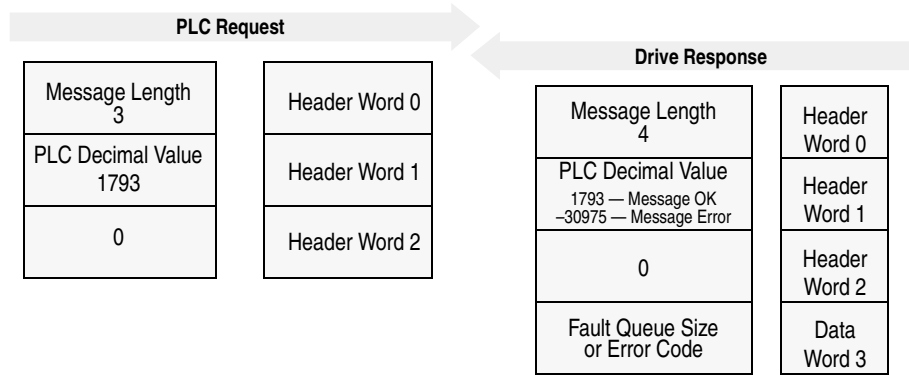 PLC Request
Message Length
3
Header Word 0
PLC Decimal Value
1793
Header Word 1
0
Header Word 2
Drive Response
Message Length
4
Header
Word 0
PLC Decimal Value
1793 — Message OK
–30975 — Message Error
Header
Word 1
0
Header
Word 2
Fault Queue Size
or Error Code
Data
Word 3